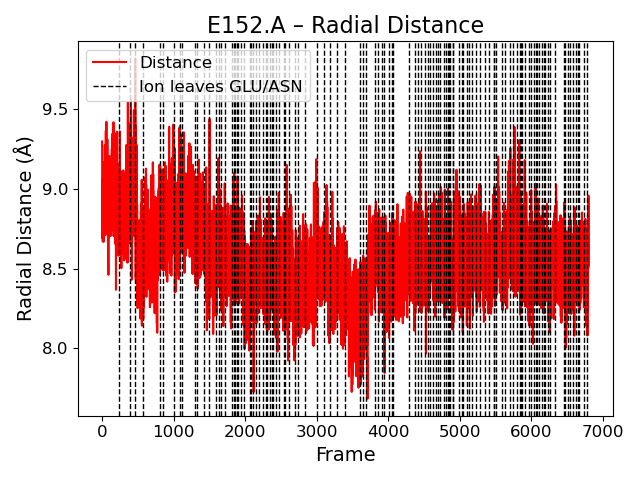 E152.A – Radial Distance
Distance
Ion leaves GLU/ASN
Radial Distance (Å)
9.5
9.0
8.5
8.0
0 1000 2000 3000 4000 5000 6000 7000
Frame